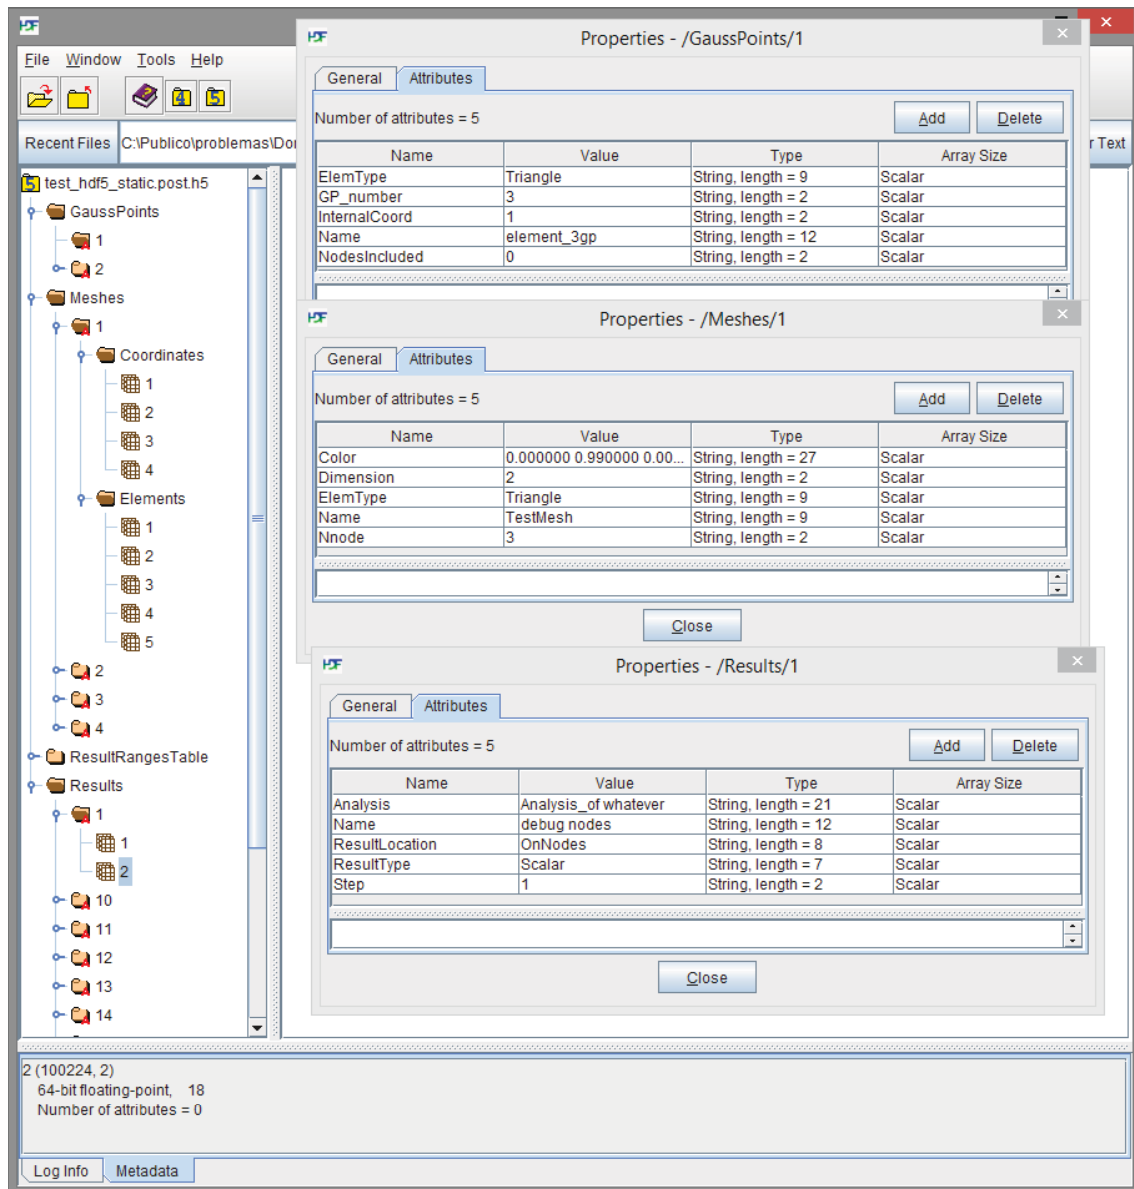 HDF
File Window Tools Help
4 5
Recent Files C:\Publico\problemas\Do
r Text
5 test_hdf5_static.post.h5
GaussPoints
1
2
Meshes
1
Coordinates
1
2
3
4
Elements
1
2
3
4
5
2
3
4
ResultRangesTable
Results
1
1
2
10
11
12
13
14
HDF Properties - /GaussPoints/1
General Attributes
Number of attributes = 5 Add Delete
Name Value Type Array Size
ElemType Triangle String, length = 9 Scalar
GP_number 3 String, length = 2 Scalar
InternalCoord 1 String, length = 2 Scalar
Name element_3gp String, length = 12 Scalar
NodesIncluded 0 String, length = 2 Scalar
HDF Properties - /Meshes/1
General Attributes
Number of attributes = 5 Add Delete
Name Value Type Array Size
Color 0.000000 0.990000 0.00... String, length = 27 Scalar
Dimension 2 String, length = 2 Scalar
ElemType Triangle String, length = 9 Scalar
Name TestMesh String, length = 9 Scalar
Nnode 3 String, length = 2 Scalar
Close
HDF Properties - /Results/1
General Attributes
Number of attributes = 5 Add Delete
Name Value Type Array Size
Analysis Analysis_of whatever String, length = 21 Scalar
Name debug nodes String, length = 12 Scalar
ResultLocation OnNodes String, length = 8 Scalar
ResultType Scalar String, length = 7 Scalar
Step 1 String, length = 2 Scalar
Close
2 (100224, 2)
64-bit floating-point, 18
Number of attributes = 0
Log Info Metadata